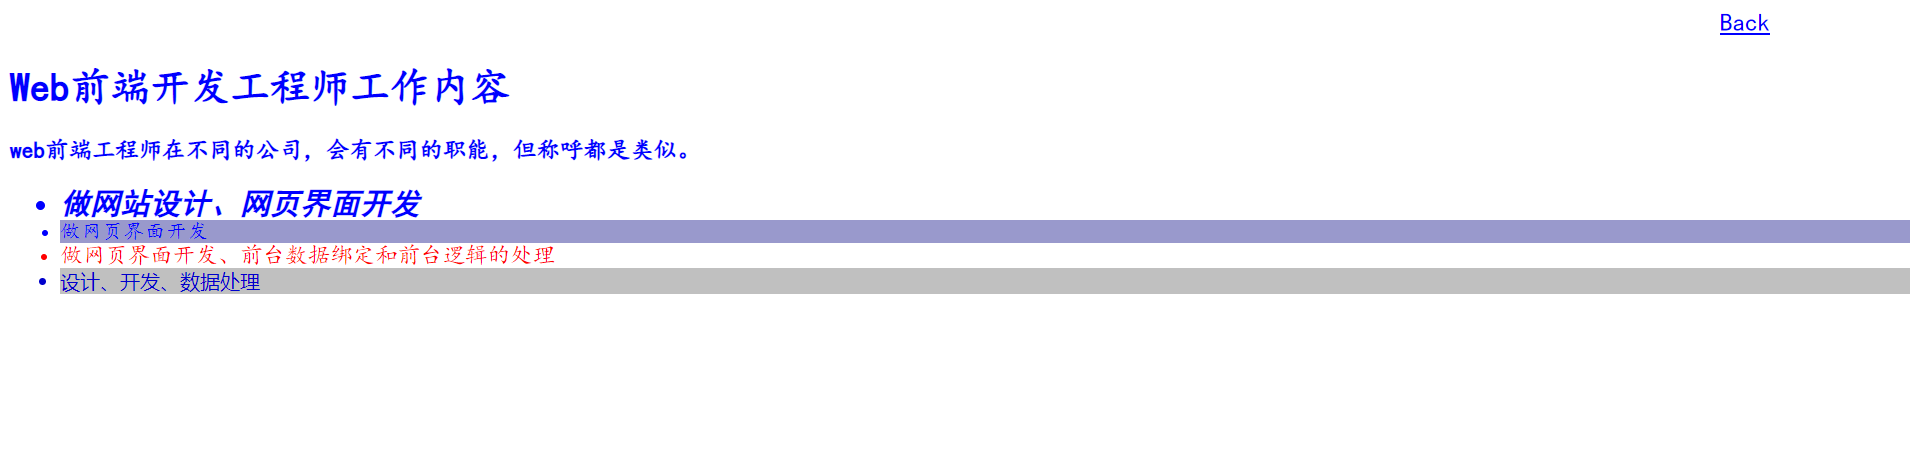 Back
Web前端开发工程师工作内容
web前端工程师在不同的公司，会有不同的职能，但称呼都是类似。
做网站设计、网页界面开发
做网页界面开发
做网页界面开发、前台数据绑定和前台逻辑的处理
设计、开发、数据处理